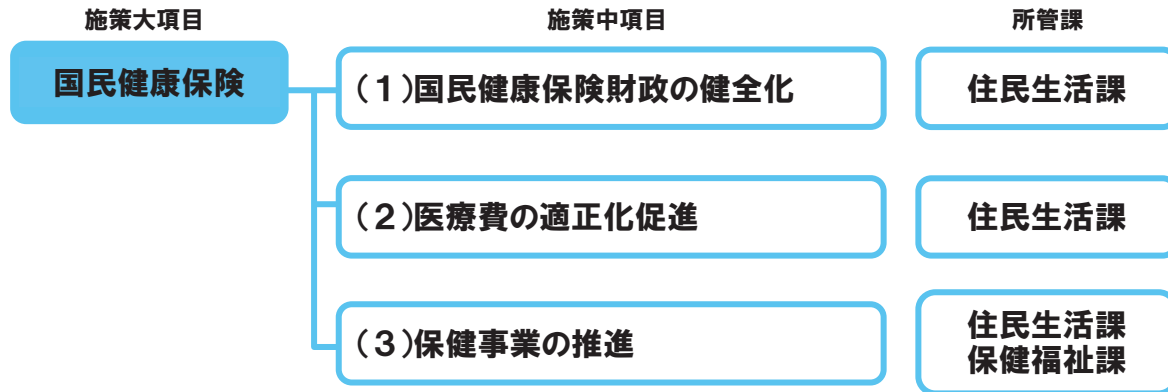 施策大項目 施策中項目 所管課
国民健康保険 (1)国民健康保険財政の健全化 住民生活課
(2)医療費の適正化促進 住民生活課
(3)保健事業の推進 住民生活課
保健福祉課